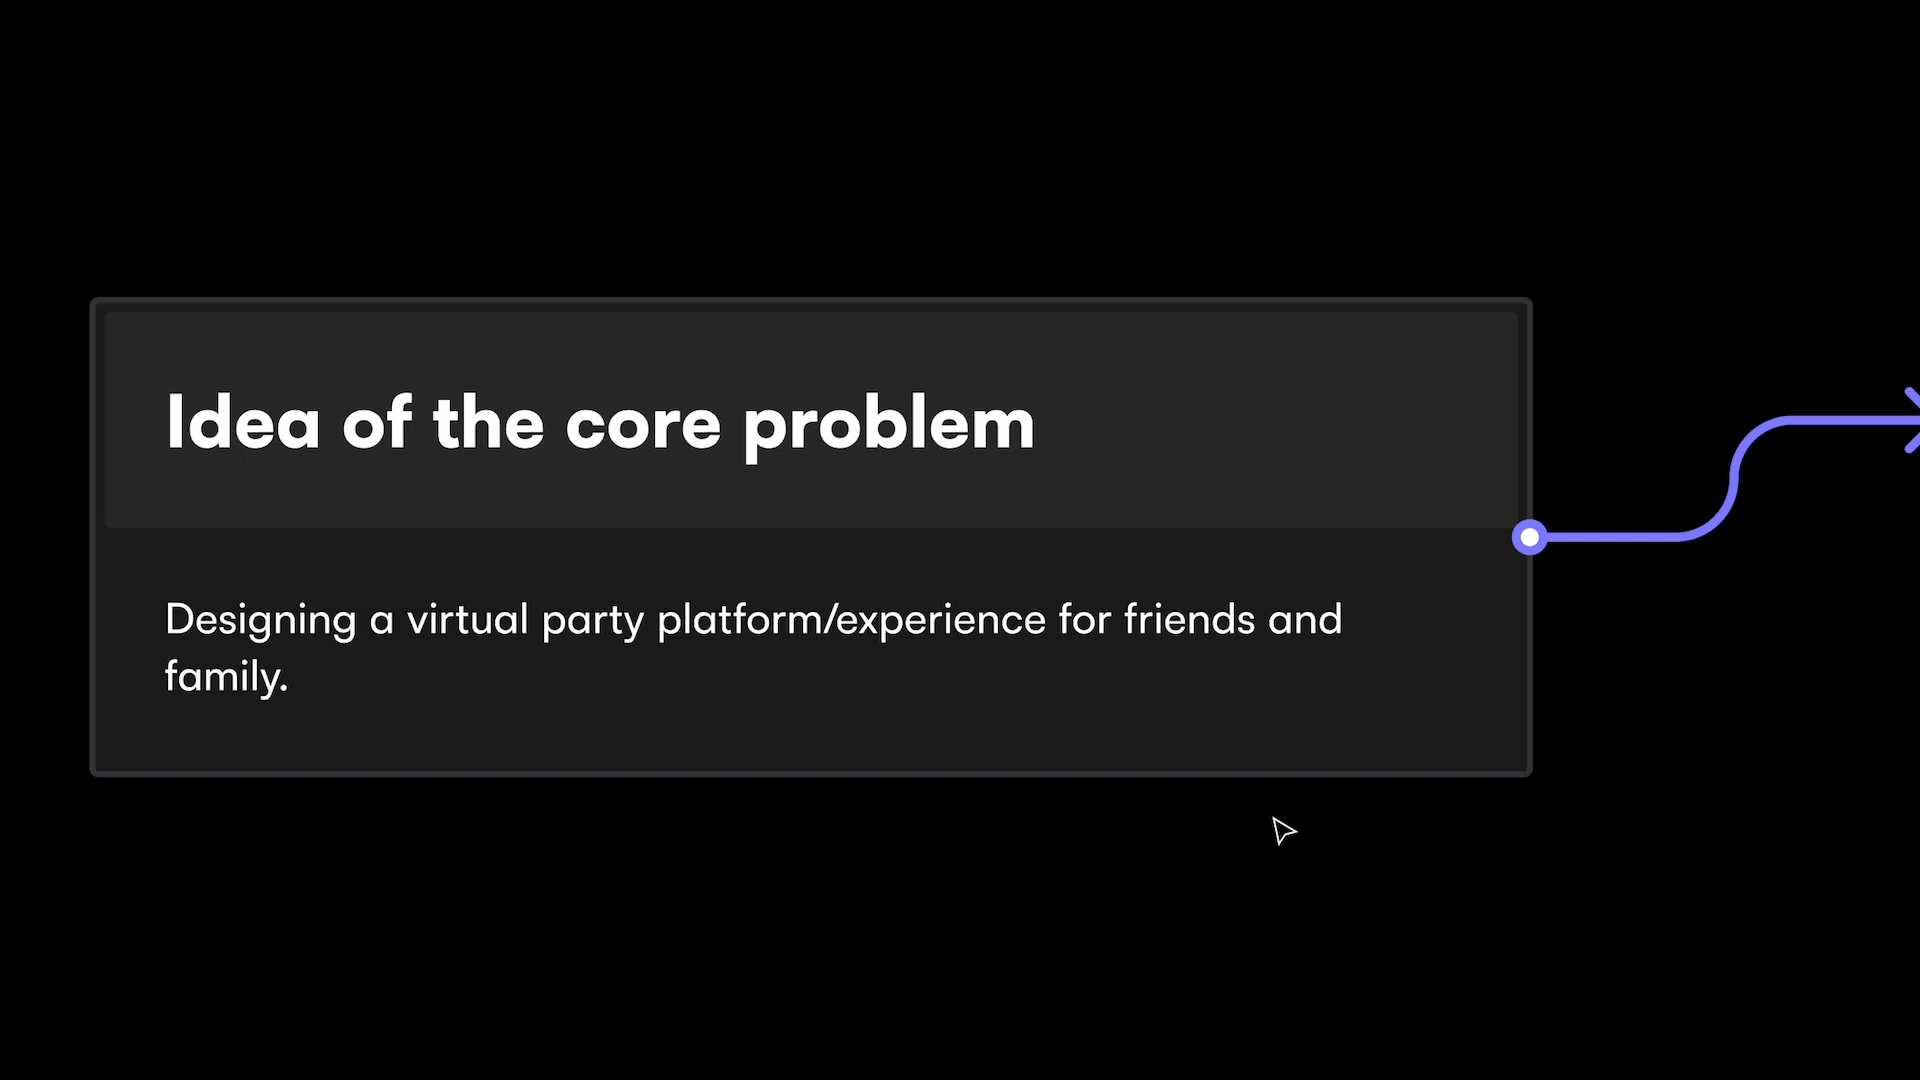 Idea of the core problem
Designing a virtual party platform/experience for friends and
family.